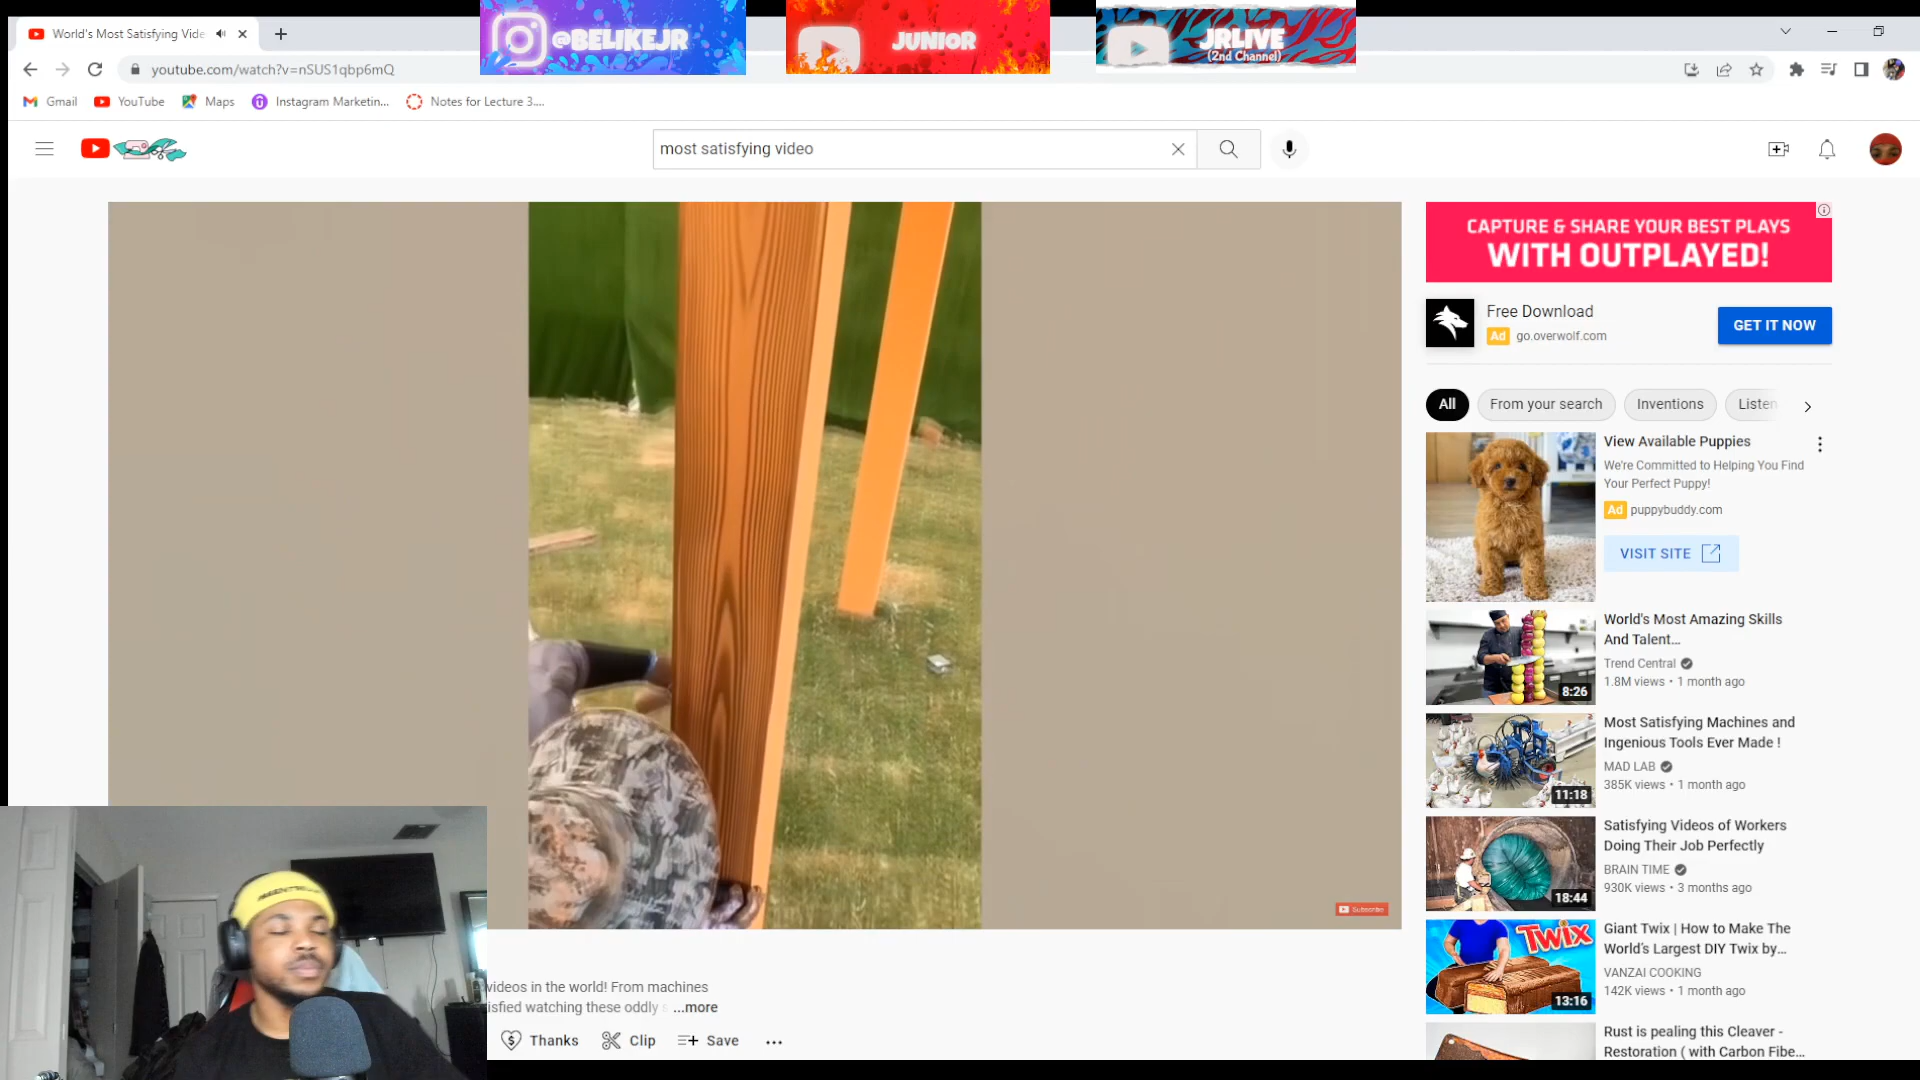 World's Most Satisfying Vide
@BELIKEJR
JUNIOR
JRLIVE
(2nd Channel)
youtube.com/watch?v=nSUS1qbp6mQ
Gmail
YouTube
Maps
Instagram Marketin...
Notes for Lecture 3....
most satisfying video
CAPTURE & SHARE YOUR BEST PLAYS
WITH OUTPLAYED!
Free Download
Ad go.overwolf.com
GET IT NOW
All
From your search
Inventions
Listen
View Available Puppies
We're Committed to Helping You Find
Your Perfect Puppy!
Ad puppybuddy.com
VISIT SITE
World's Most Amazing Skills
And Talent...
Trend Central
1.8M views • 1 month ago
8:26
Most Satisfying Machines and
Ingenious Tools Ever Made !
MAD LAB
385K views • 1 month ago
11:18
Satisfying Videos of Workers
Doing Their Job Perfectly
BRAIN TIME
930K views • 3 months ago
18:44
Giant Twix | How to Make The
World's Largest DIY Twix by...
VANZAI COOKING
142K views • 1 month ago
TWIX
13:16
Rust is pealing this Cleaver -
Restoration ( with Carbon Fibe...
Subscribe
videos in the world! From machines
isfied watching these oddly s ...more
Thanks
Clip
Save